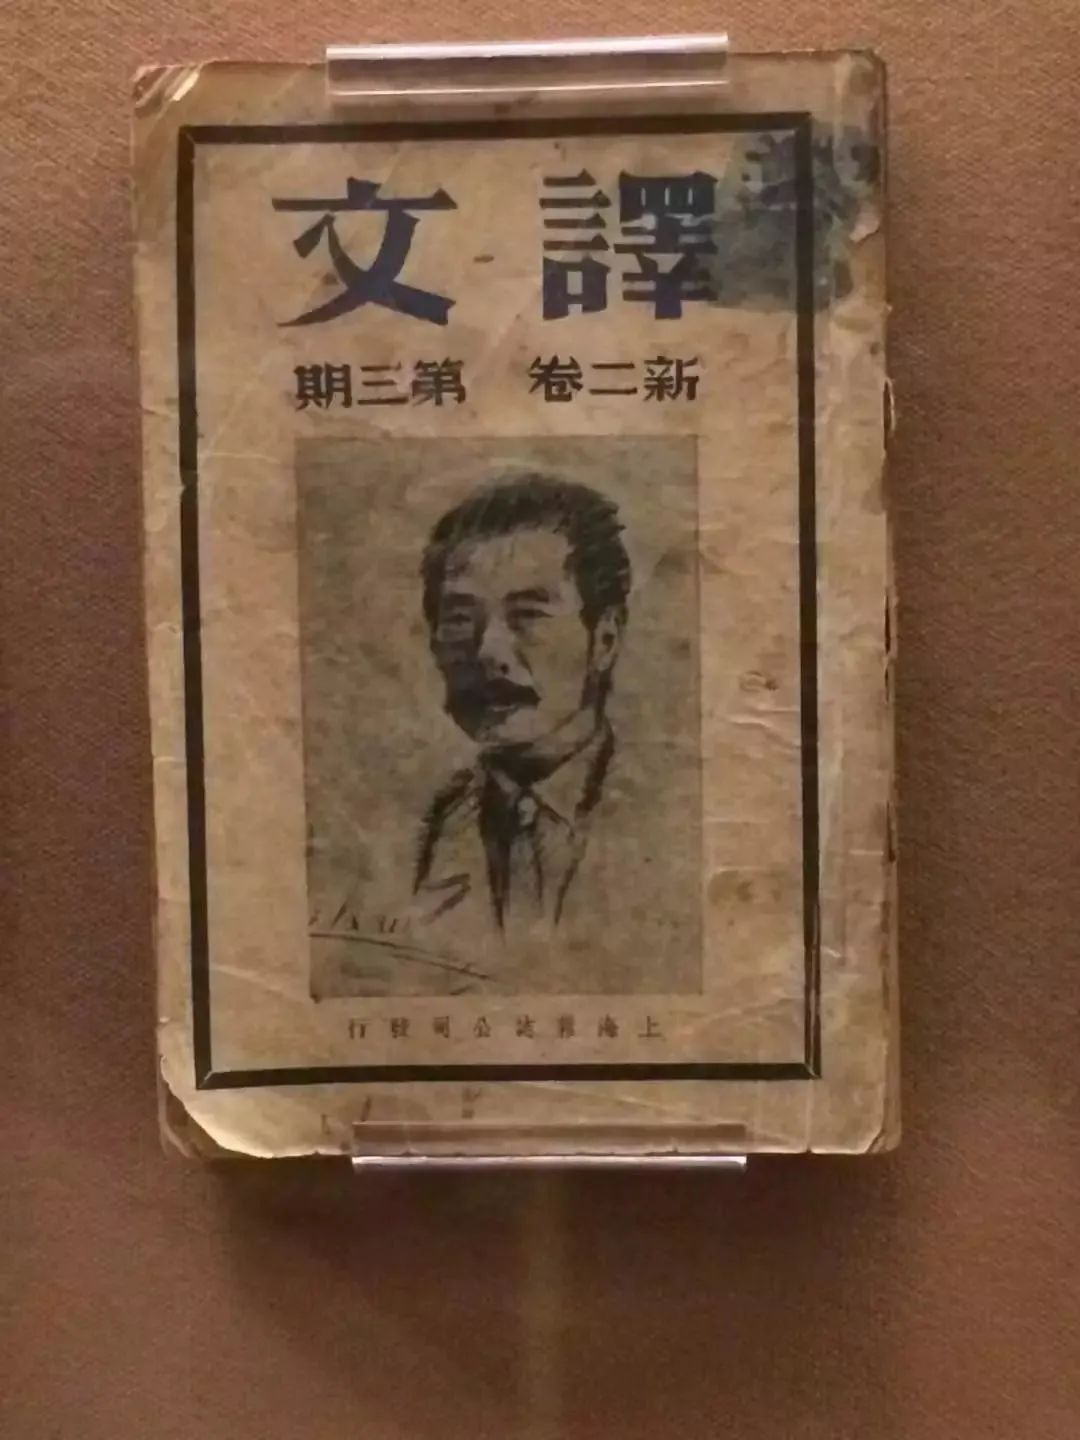 譯文
新二卷 第三期
上海雜誌公司發行